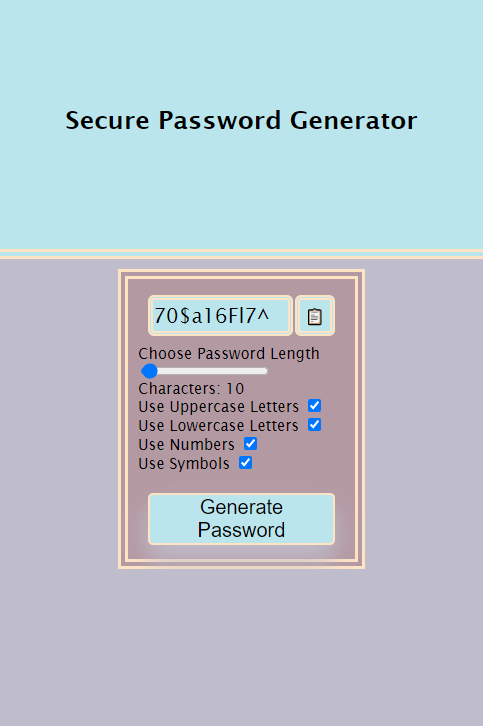 Secure Password Generator
70$a16Fl7^
Choose Password Length
Characters: 10
Use Uppercase Letters
Use Lowercase Letters
Use Numbers
Use Symbols
Generate
Password